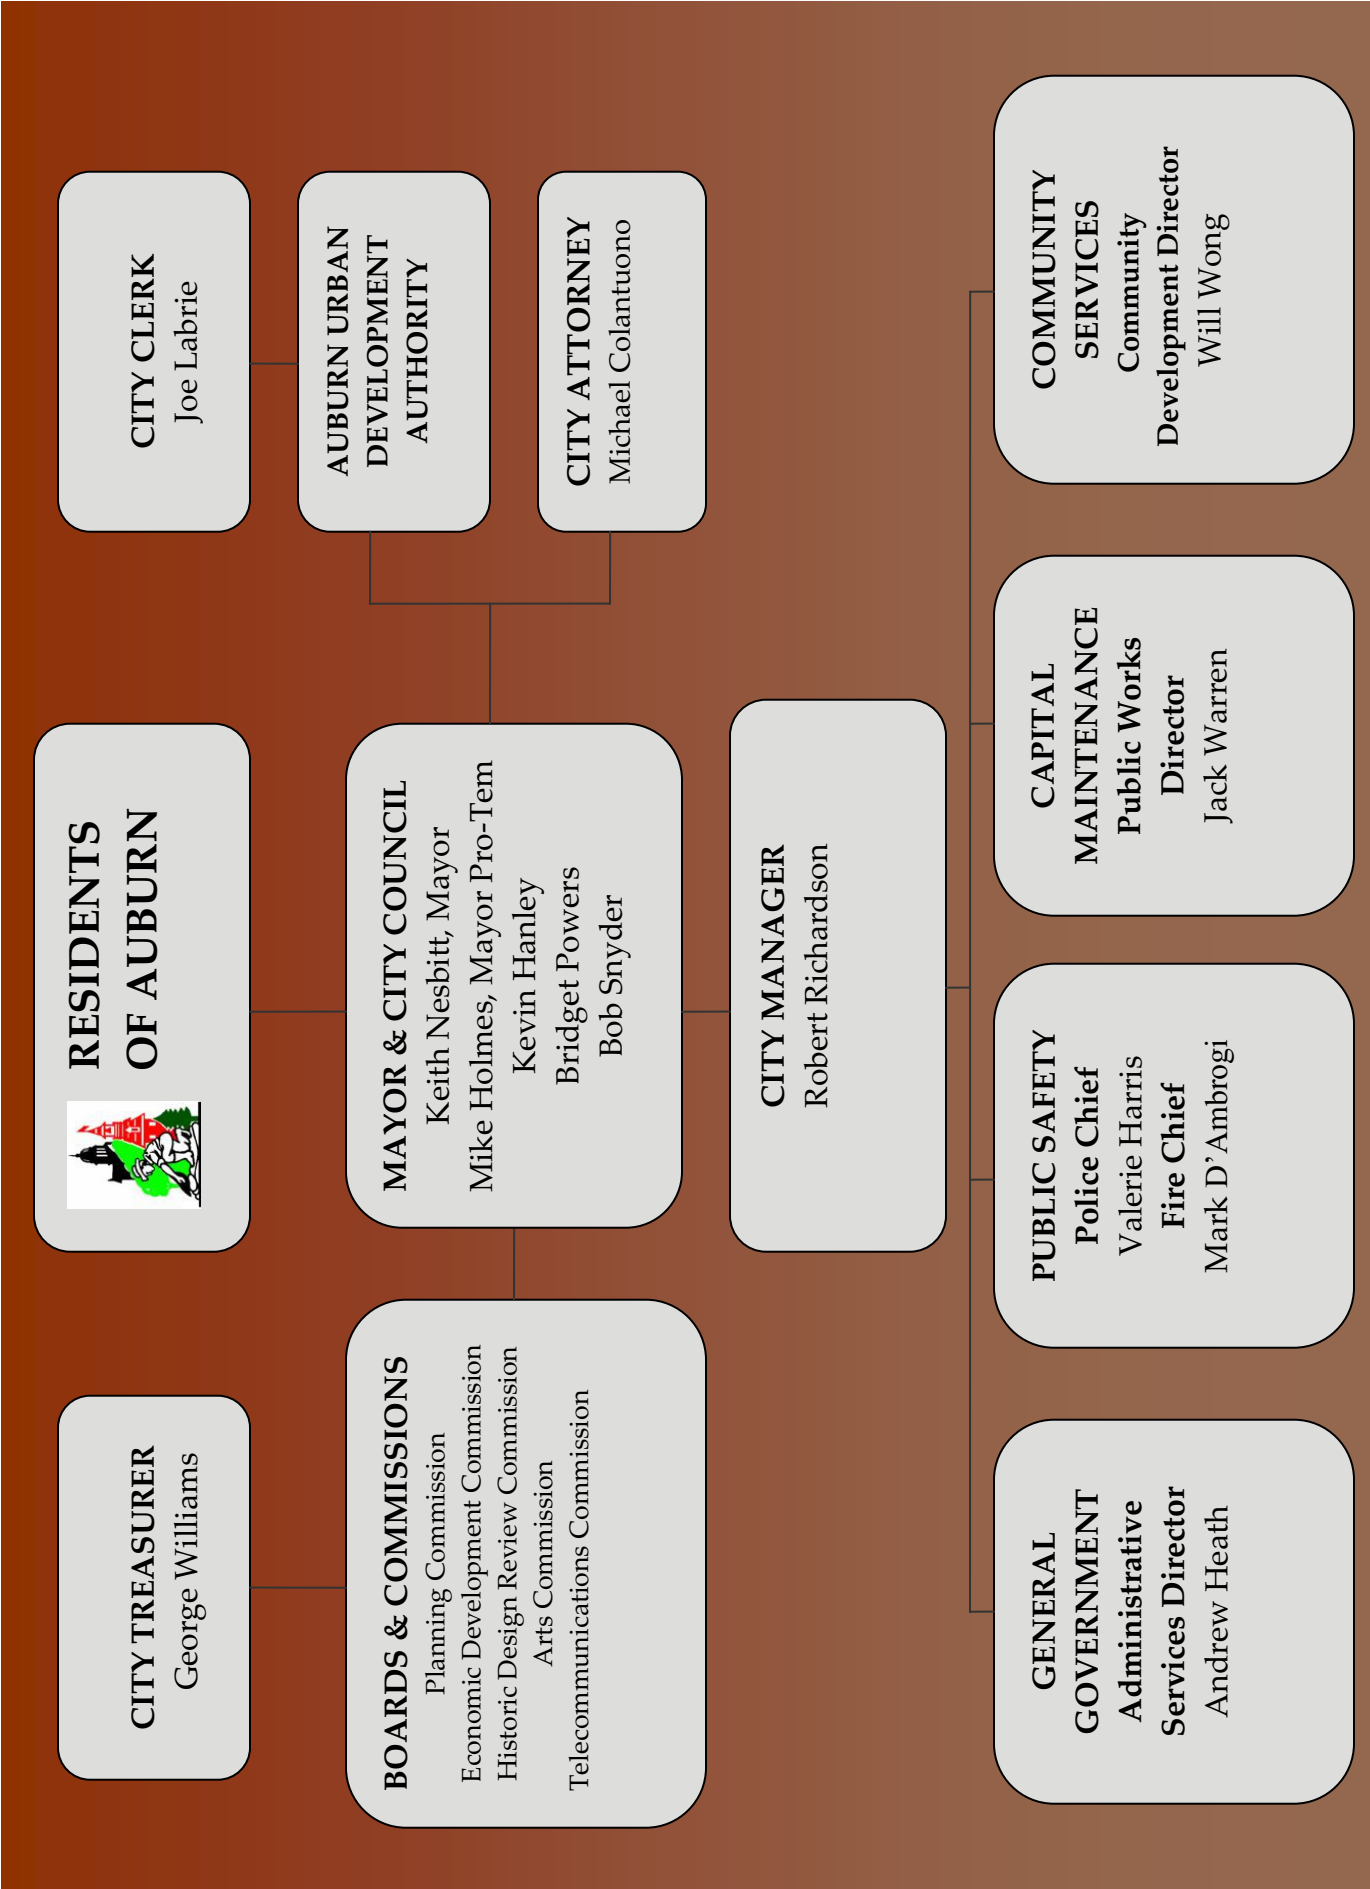 RESIDENTS
OF AUBURN
CITY TREASURER
George Williams
CITY CLERK
Joe Labrie
BOARDS & COMMISSIONS
Planning Commission
Economic Development Commission
Historic Design Review Commission
Arts Commission
Telecommunications Commission
MAYOR & CITY COUNCIL
Keith Nesbitt, Mayor
Mike Holmes, Mayor Pro-Tem
Kevin Hanley
Bridget Powers
Bob Snyder
AUBURN URBAN
DEVELOPMENT
AUTHORITY
CITY ATTORNEY
Michael Colantuono
CITY MANAGER
Robert Richardson
GENERAL
GOVERNMENT
Administrative
Services Director
Andrew Heath
PUBLIC SAFETY
Police Chief
Valerie Harris
Fire Chief
Mark D’Ambrogi
CAPITAL
MAINTENANCE
Public Works
Director
Jack Warren
COMMUNITY
SERVICES
Community
Development Director
Will Wong